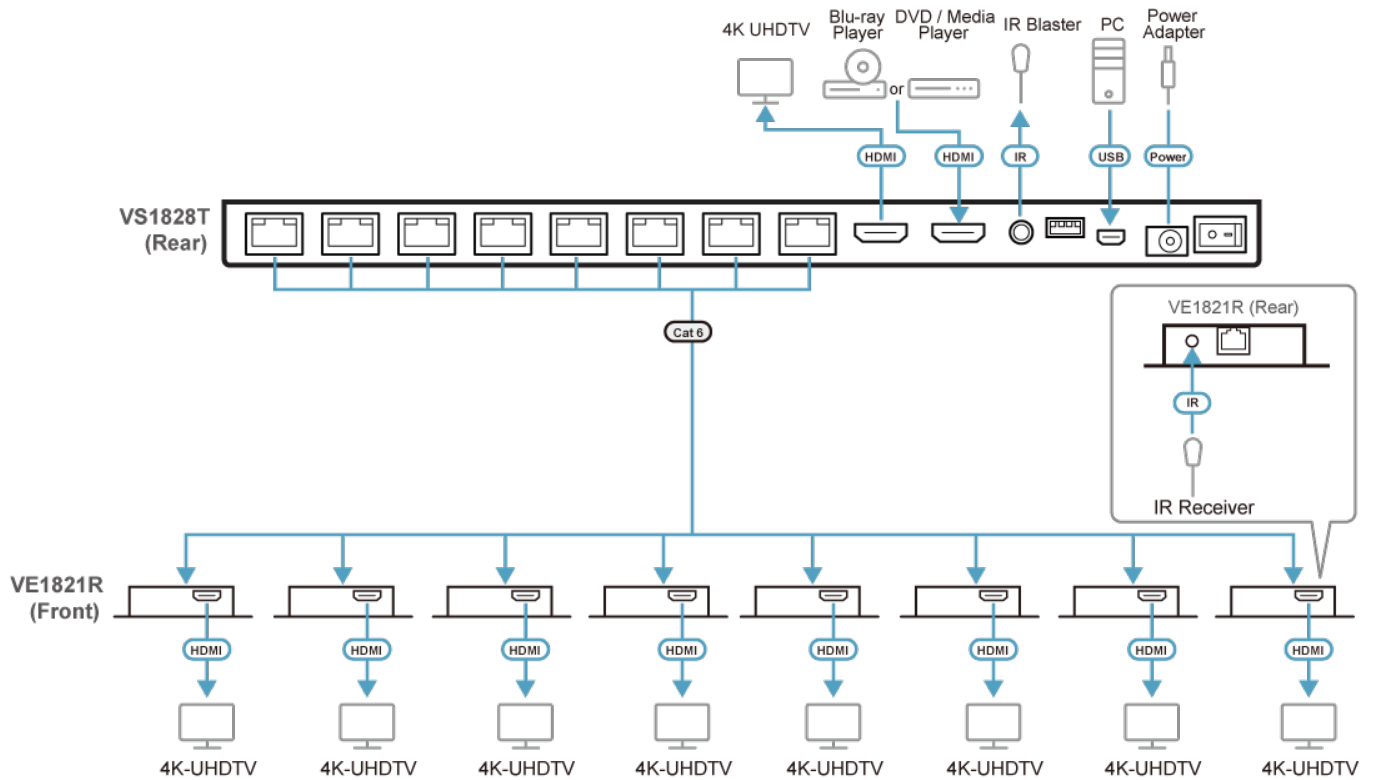 4K UHDTV
Blu-ray
Player
or
DVD / Media
Player
IR Blaster
PC
Power
Adapter
HDMI
HDMI
IR
USB
Power
VS1828T
(Rear)
Cat 6
VE1821R (Rear)
IR
IR Receiver
VE1821R
(Front)
HDMI
HDMI
HDMI
HDMI
HDMI
HDMI
HDMI
HDMI
4K-UHDTV
4K-UHDTV
4K-UHDTV
4K-UHDTV
4K-UHDTV
4K-UHDTV
4K-UHDTV
4K-UHDTV